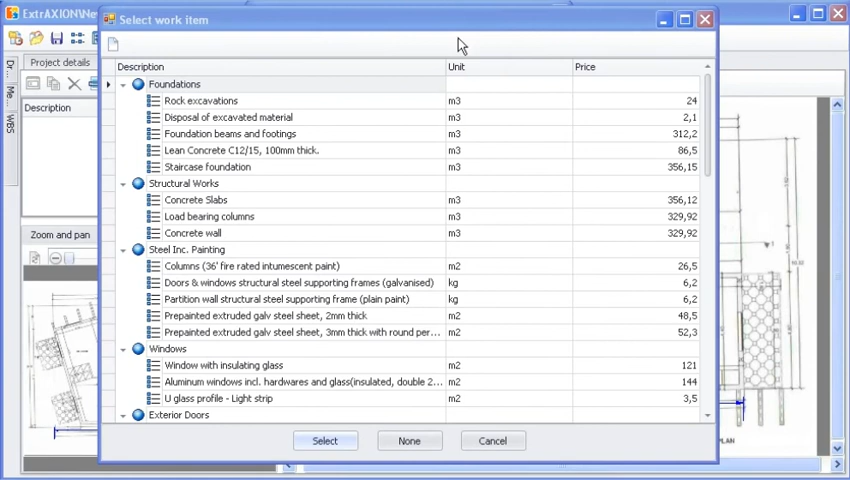 ExtrAXION\Ne
Select work item
Project details
Description
Dr
Me
WBS
Zoom and pan
Description Unit Price
Foundations
Rock excavations m3 24
Disposal of excavated material m3 2,1
Foundation beams and footings m3 312,2
Lean Concrete C12/15, 100mm thick. m3 86,5
Staircase foundation m3 356,15
Structural Works
Concrete Slabs m3 356,12
Load bearing columns m3 329,92
Concrete wall m3 329,92
Steel Inc. Painting
Columns (36' fire rated intumescent paint) m2 26,5
Doors & windows structural steel supporting frames (galvanised) kg 6,2
Partition wall structural steel supporting frame (plain paint) kg 6,2
Prepainted extruded galv steel sheet, 2mm thick m2 48,5
Prepainted extruded galv steel sheet, 3mm thick with round per... m2 52,3
Windows
Window with insulating glass m2 121
Aluminum windows incl. hardwares and glass(insulated, double 2... m2 144
U glass profile - Light strip m2 3,5
Exterior Doors
Select None Cancel
PLAN